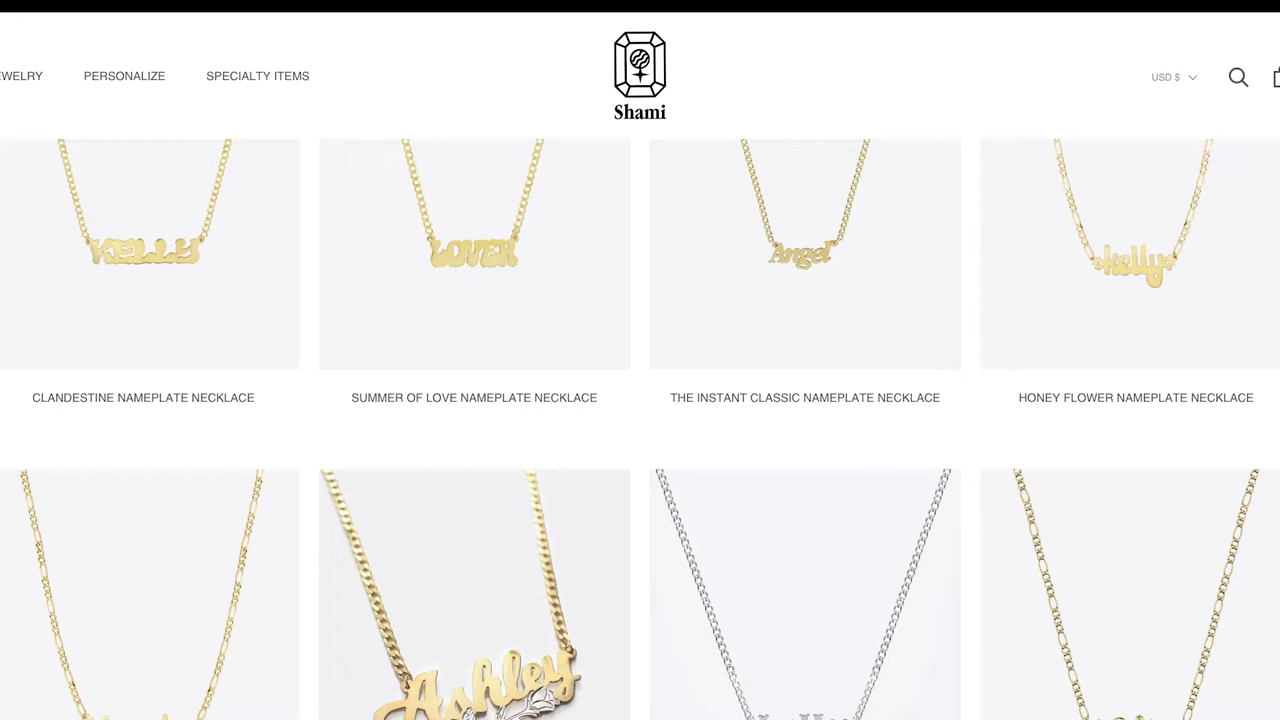 EWELRY PERSONALIZE SPECIALTY ITEMS
Shami
USD $
KELLY
LOVER
Angel
kelly
CLANDESTINE NAMEPLATE NECKLACE
SUMMER OF LOVE NAMEPLATE NECKLACE
THE INSTANT CLASSIC NAMEPLATE NECKLACE
HONEY FLOWER NAMEPLATE NECKLACE
Ashley